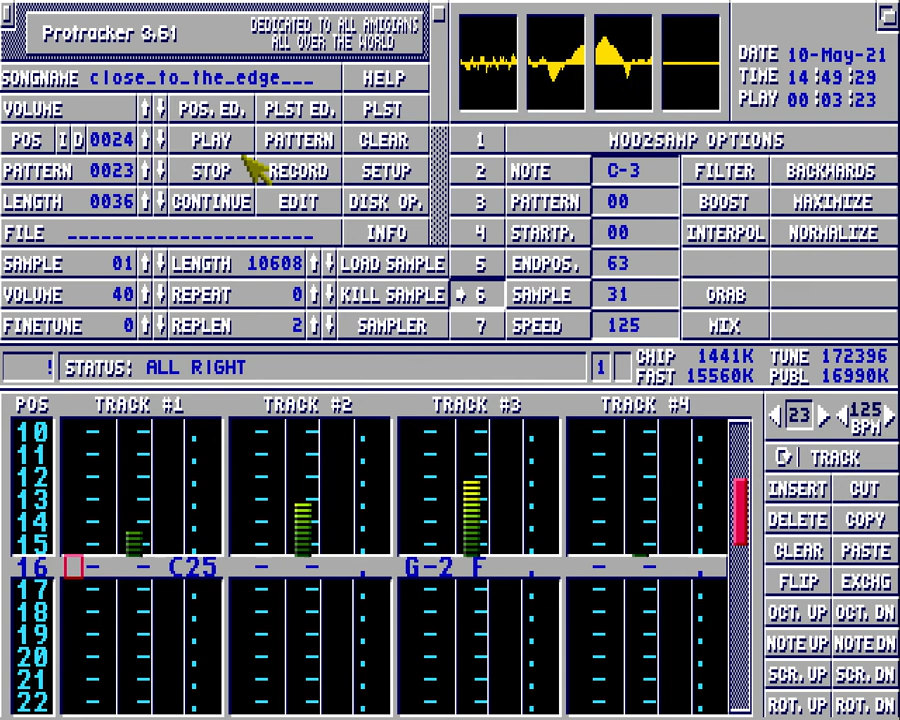 Protracker 3.61
DEDICATED TO ALL AMIGIANS
ALL OVER THE WORLD
DATE 10-May-21
TIME 14:49:29
PLAY 00:03:23
SONGNAME close_to_the_edge___ HELP
VOLUME POS. ED. PLST ED. PLST
POS I D 0024 PLAY PATTERN CLEAR 1 MOD2SAMP OPTIONS
PATTERN 0023 STOP RECORD SETUP 2 NOTE C-3 FILTER BACKWARDS
LENGTH 0036 CONTINUE EDIT DISK OP. 3 PATTERN 00 BOOST MAXIMIZE
FILE ______________________ INFO 4 STARTP. 00 INTERPOL NORMALIZE
SAMPLE 01 LENGTH 10608 LOAD SAMPLE 5 ENDPOS. 63
VOLUME 40 REPEAT 0 KILL SAMPLE 6 SAMPLE 31 GRAB
FINETUNE 0 REPLEN 2 SAMPLER 7 SPEED 125 MIX
! STATUS: ALL RIGHT 1 CHIP 1441K TUNE 172396
FAST 15560K PUBL 16990K
POS TRACK #1 TRACK #2 TRACK #3 TRACK #4
10 - - . - - . - - . - - .
11 - - . - - . - - . - - .
12 - - . - - . - - . - - .
13 - - . - - . - - . - - .
14 - - . - - . - - . - - .
15 - - . - - . - - . - - .
16 - - C25 - - . G-2 F . - - .
17 - - . - - . - - . - - .
18 - - . - - . - - . - - .
19 - - . - - . - - . - - .
20 - - . - - . - - . - - .
21 - - . - - . - - . - - .
22 - - . - - . - - . - - .
23 125
BPM
TRACK
INSERT CUT
DELETE COPY
CLEAR PASTE
FLIP EXCHG
OCT. UP OCT. DN
NOTE UP NOTE DN
SCR. UP SCR. DN
ROT. UP ROT. DN